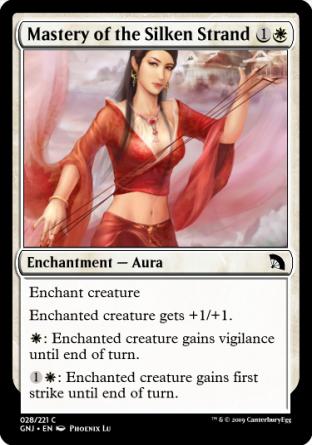 Mastery of the Silken Strand 1
Enchantment — Aura
Enchant creature
Enchanted creature gets +1/+1.
: Enchanted creature gains vigilance
until end of turn.
1 : Enchanted creature gains first
strike until end of turn.
028/221 C
GNJ • EN Phoenix Lu
™ & © 2019 CanterburyEgg